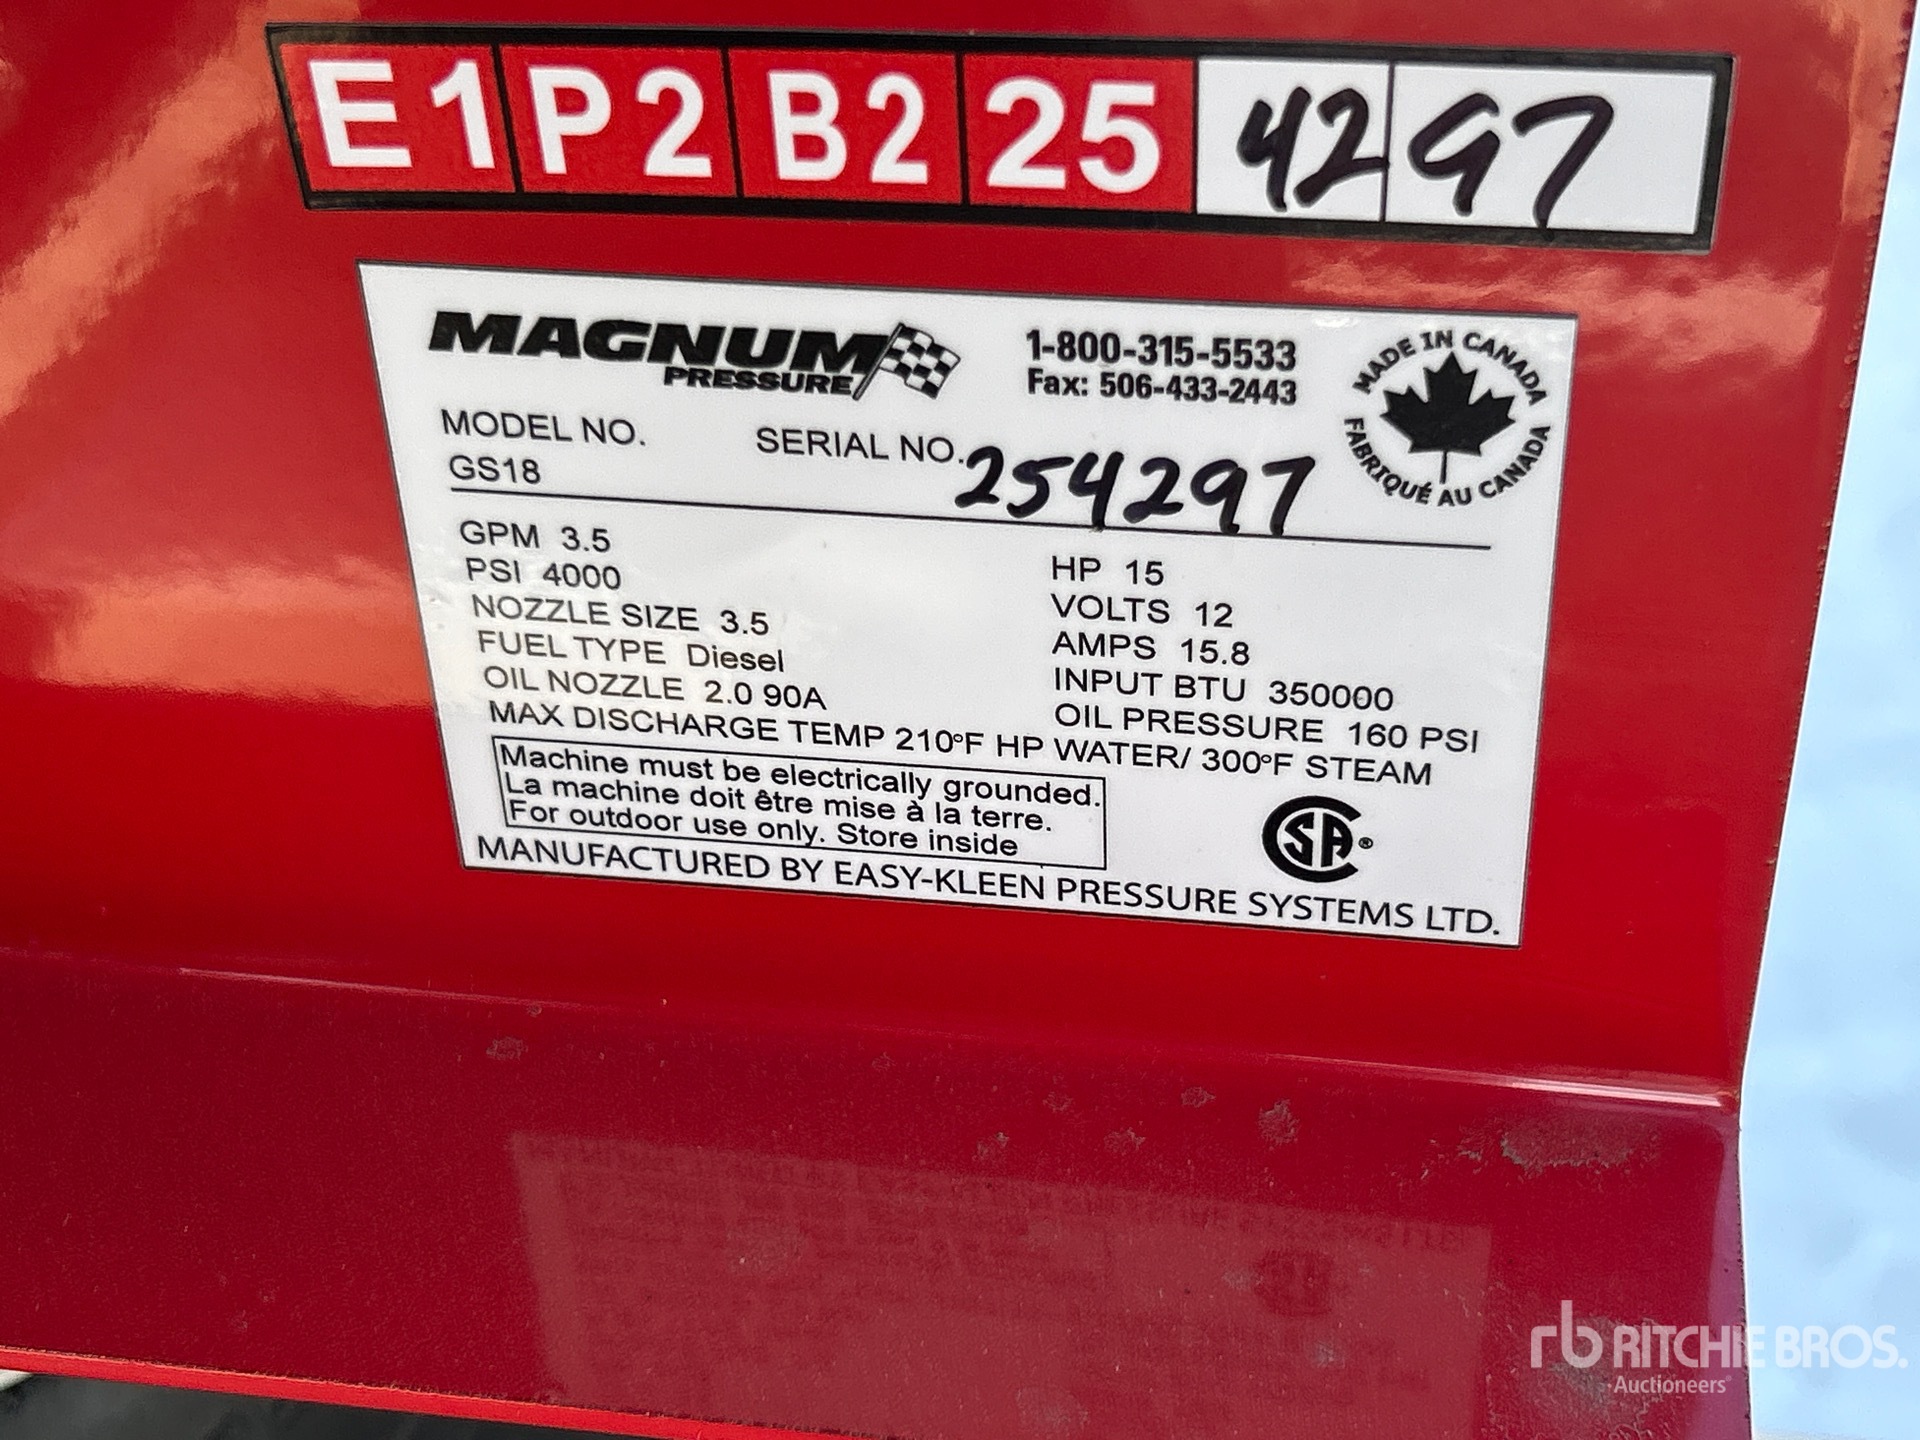 E1 P2 B2 25 42 97
MAGNUM
PRESSURE
1-800-315-5533
Fax: 506-433-2443
MADE IN CANADA
FABRIQUÉ AU CANADA
MODEL NO.
GS18
SERIAL NO. 254297
GPM 3.5
PSI 4000
NOZZLE SIZE 3.5
FUEL TYPE Diesel
OIL NOZZLE 2.0 90A
HP 15
VOLTS 12
AMPS 15.8
INPUT BTU 350000
OIL PRESSURE 160 PSI
MAX DISCHARGE TEMP 210°F HP WATER/ 300°F STEAM
Machine must be electrically grounded.
La machine doit être mise à la terre.
For outdoor use only. Store inside
CSA®
MANUFACTURED BY EASY-KLEEN PRESSURE SYSTEMS LTD.
rb RITCHIE BROS.
Auctioneers